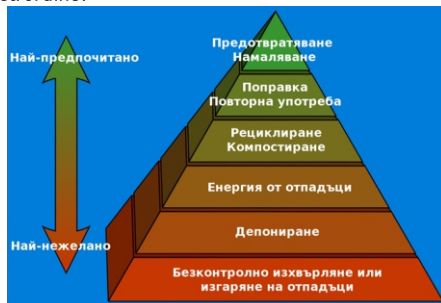 Най-предпочитано
Предотвратяване
Намаляване
Поправка
Повторна употреба
Рециклиране
Компостиране
Енергия от отпадъци
Депониране
Най-нежелано
Безконтролно изхвърляне или
изгаряне на отпадъци